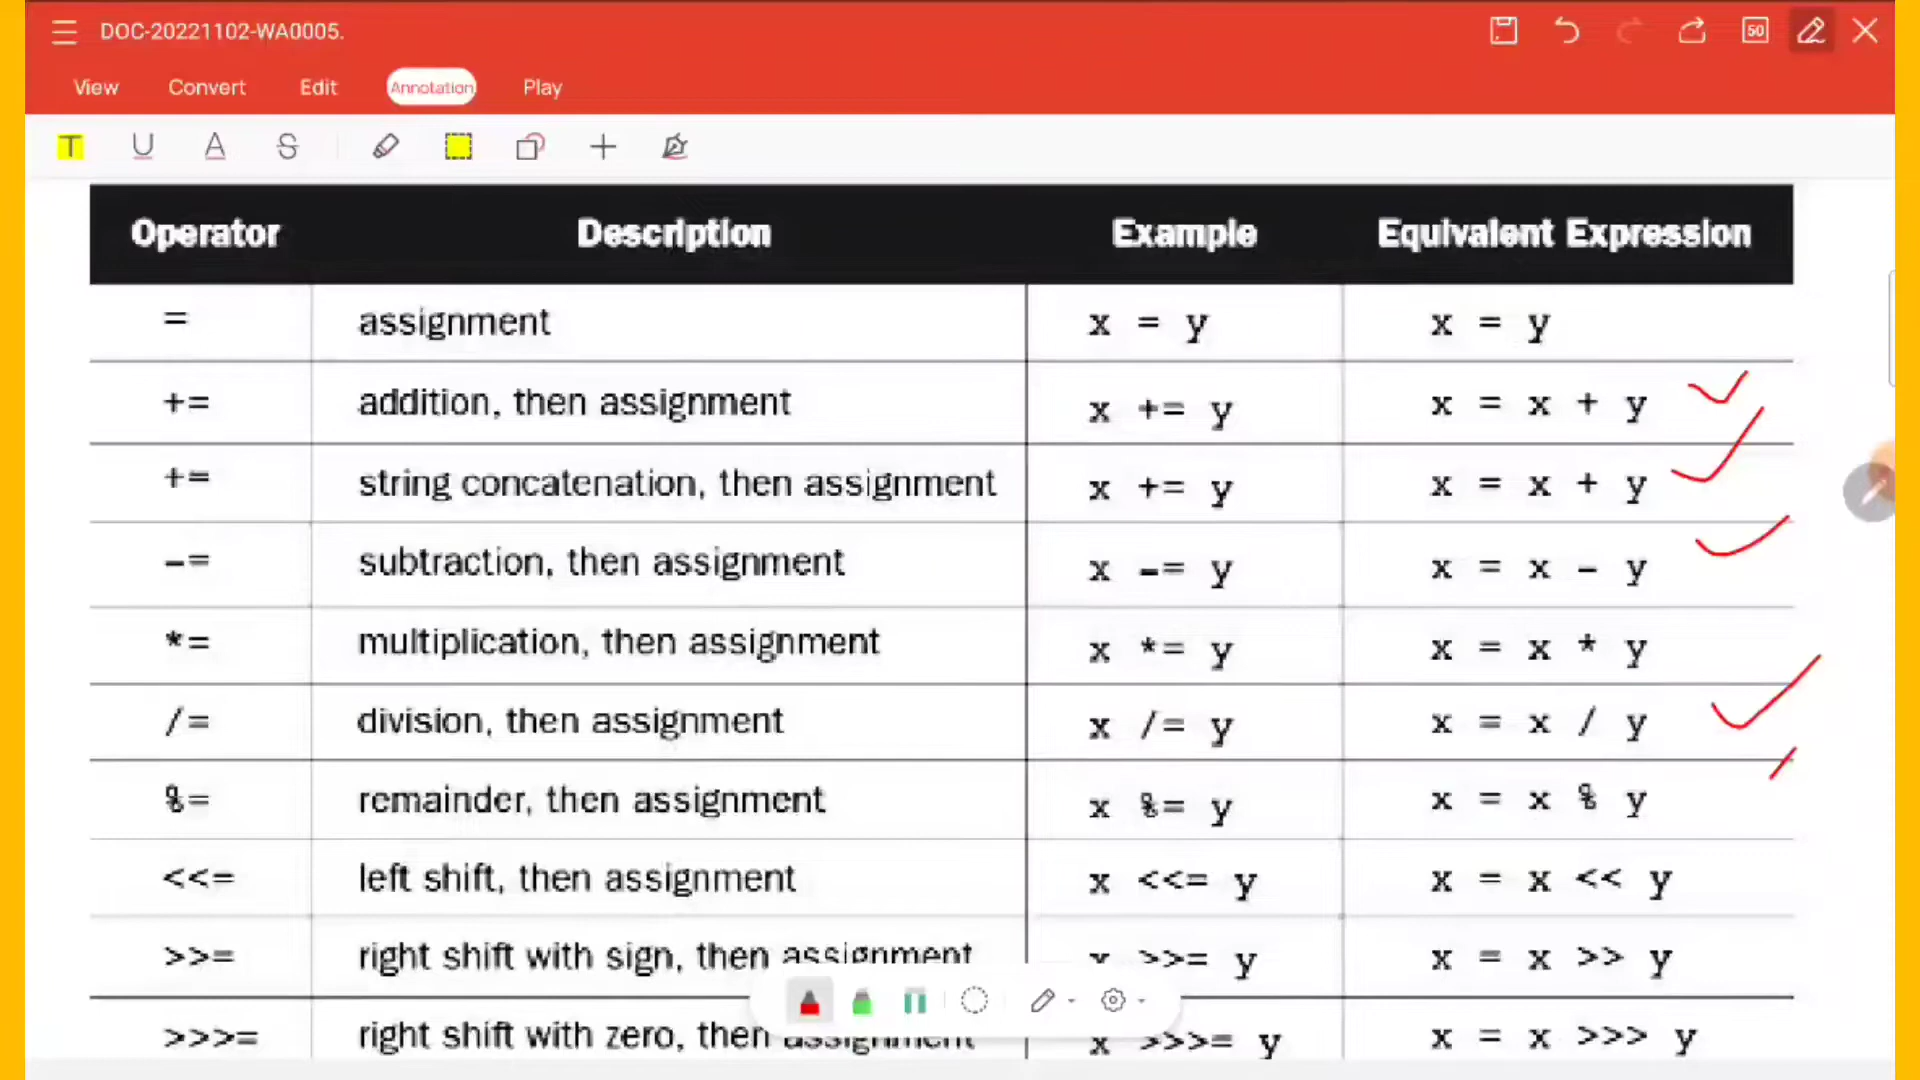 DOC-20221102-WA0005.
50
View Convert Edit Annotation Play
T U A S
Operator Description Example Equivalent Expression
= assignment x = y x = y
+= addition, then assignment x += y x = x + y
+= string concatenation, then assignment x += y x = x + y
-= subtraction, then assignment x -= y x = x - y
*= multiplication, then assignment x *= y x = x * y
/= division, then assignment x /= y x = x / y
%= remainder, then assignment x %= y x = x % y
<<= left shift, then assignment x <<= y x = x << y
>>= right shift with sign, then assignment x >>= y x = x >> y
>>>= right shift with zero, then assignment x >>>= y x = x >>> y